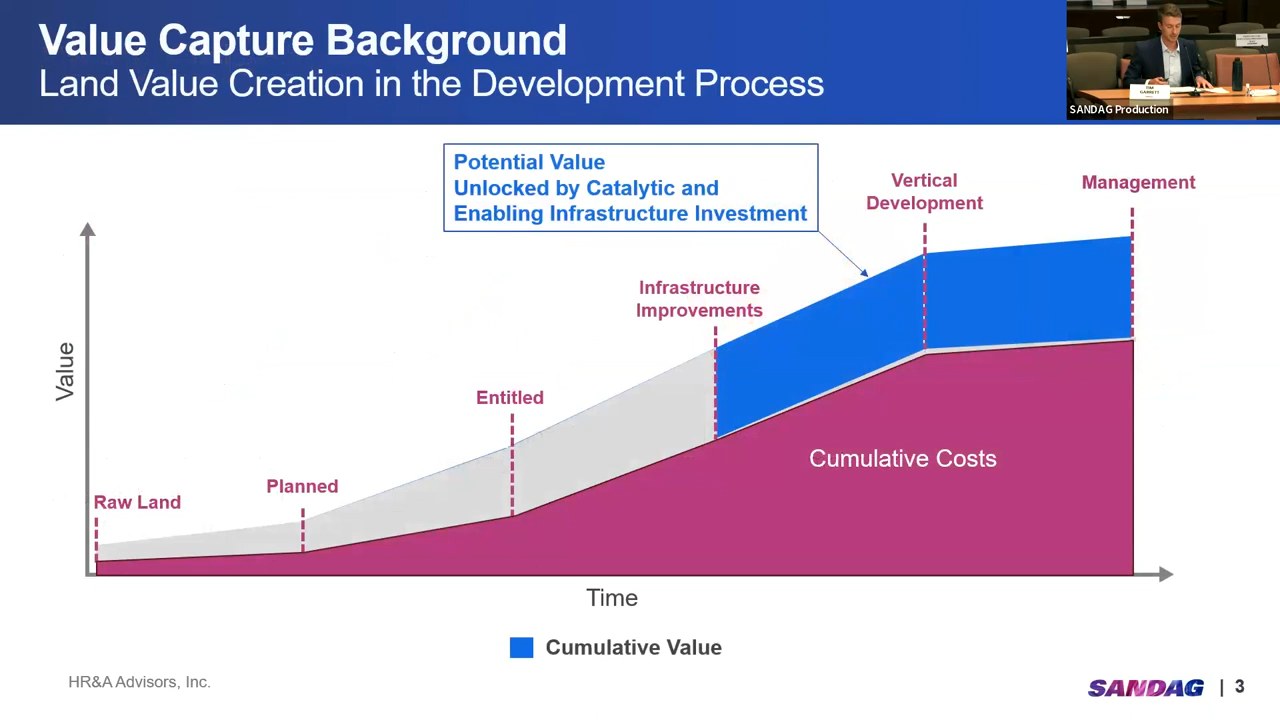 Value Capture Background
Land Value Creation in the Development Process
TIM
GARRETT
SANDAG Production
Potential Value
Unlocked by Catalytic and
Enabling Infrastructure Investment
Vertical
Development
Management
Infrastructure
Improvements
Entitled
Planned
Raw Land
Value
Cumulative Costs
Time
Cumulative Value
HR&A Advisors, Inc.
SANDAG | 3